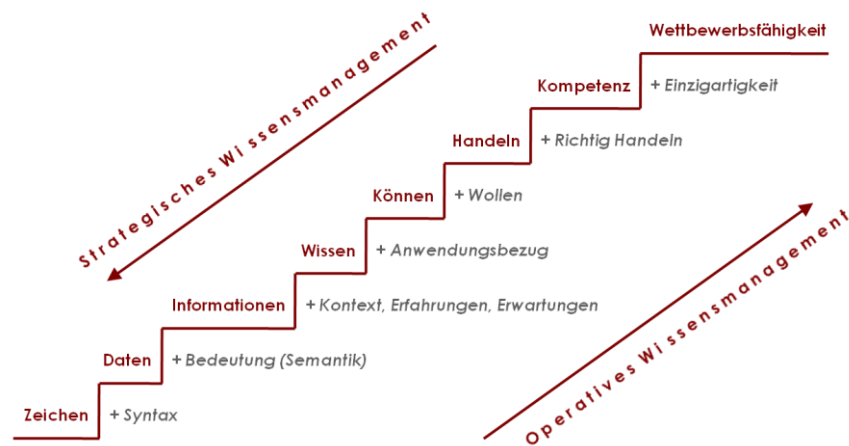 Wettbewerbsfähigkeit
Strategisches Wissensmanagement
Kompetenz
+ Einzigartigkeit
Handeln
+ Richtig Handeln
Können
+ Wollen
Wissen
+ Anwendungsbezug
Informationen
+ Kontext, Erfahrungen, Erwartungen
Daten
+ Bedeutung (Semantik)
Operatives Wissensmanagement
Zeichen
+ Syntax